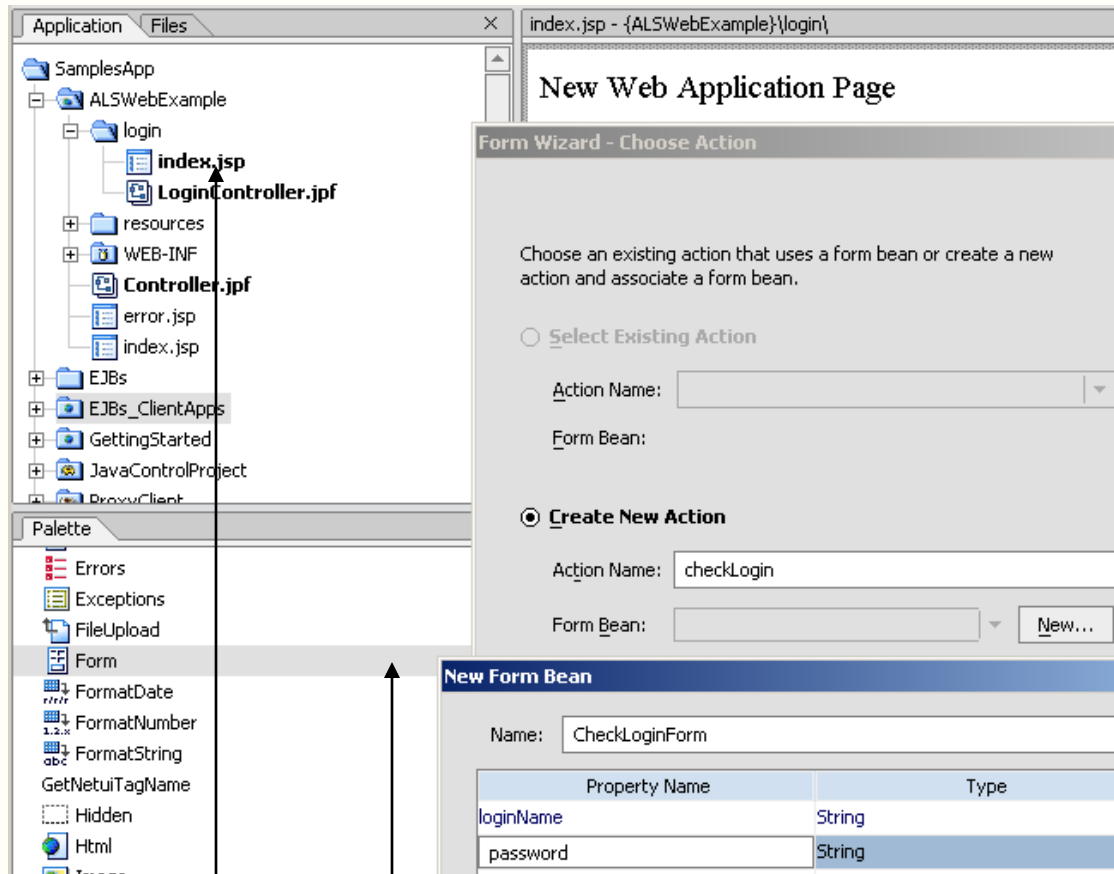 Application Files
SamplesApp
ALSWebExample
login
index.jsp
LoginController.jpf
resources
WEB-INF
Controller.jpf
error.jsp
index.jsp
EJBs
EJBs_ClientApps
GettingStarted
JavaControlProject
ProxyClient
Palette
Errors
Exceptions
FileUpload
Form
FormatDate
FormatNumber
FormatString
GetNetuiTagName
Hidden
Html
Image
index.jsp - {ALSWebExample}\login\
New Web Application Page
Form Wizard - Choose Action
Choose an existing action that uses a form bean or create a new
action and associate a form bean.
Select Existing Action
Action Name:
Form Bean:
Create New Action
Action Name: checkLogin
Form Bean: New...
New Form Bean
Name: CheckLoginForm
Property Name Type
loginName String
password String